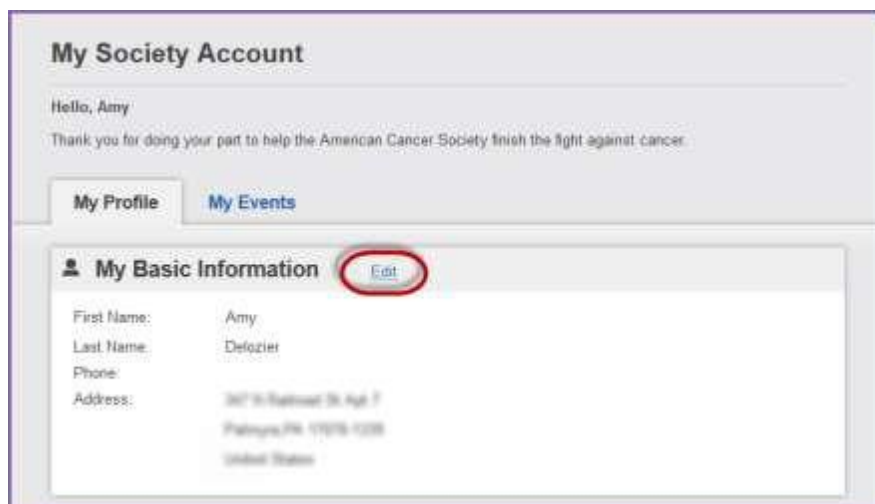 My Society Account
Hello, Amy
Thank you for doing your part to help the American Cancer Society finish the fight against cancer.
My Profile My Events
My Basic Information Edit
First Name: Amy
Last Name: Delozier
Phone:
Address: